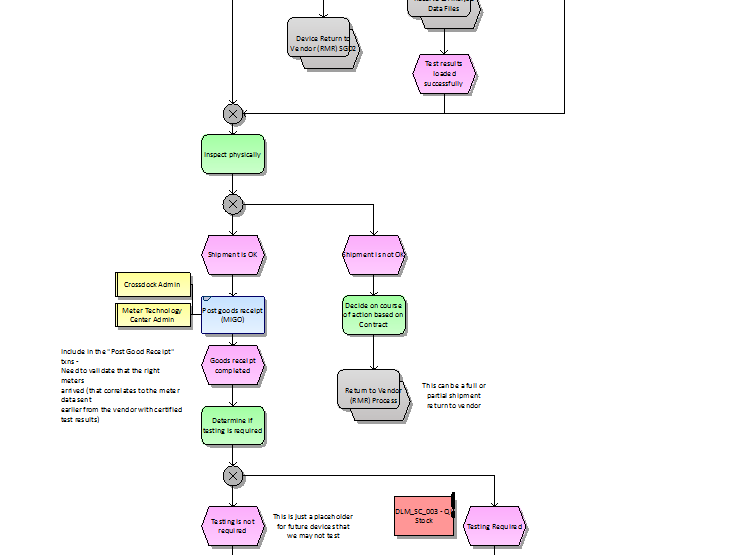 Data Files
Device Return to
Vendor (RMR) SG02
Test results
loaded
successfully
Inspect physically
Shipment is OK
Shipment is not OK
Crossdock Admin
Meter Technology
Center Admin
Post goods receipt
(MIGO)
Decide on course
of action based on
Contract
Include in the "Post Good Receipt"
txns -
Need to validate that the right
meters
arrived (that correlates to the meter
data sent
earlier from the vendor with certified
test results)
Goods receipt
completed
Return to Vendor
(RMR) Process
This can be a full or
partial shipment
return to vendor
Determine if
testing is required
Testing is not
required
This is just a placeholder
for future devices that
we may not test
DLM_SC_003 -
Stock
Testing Required